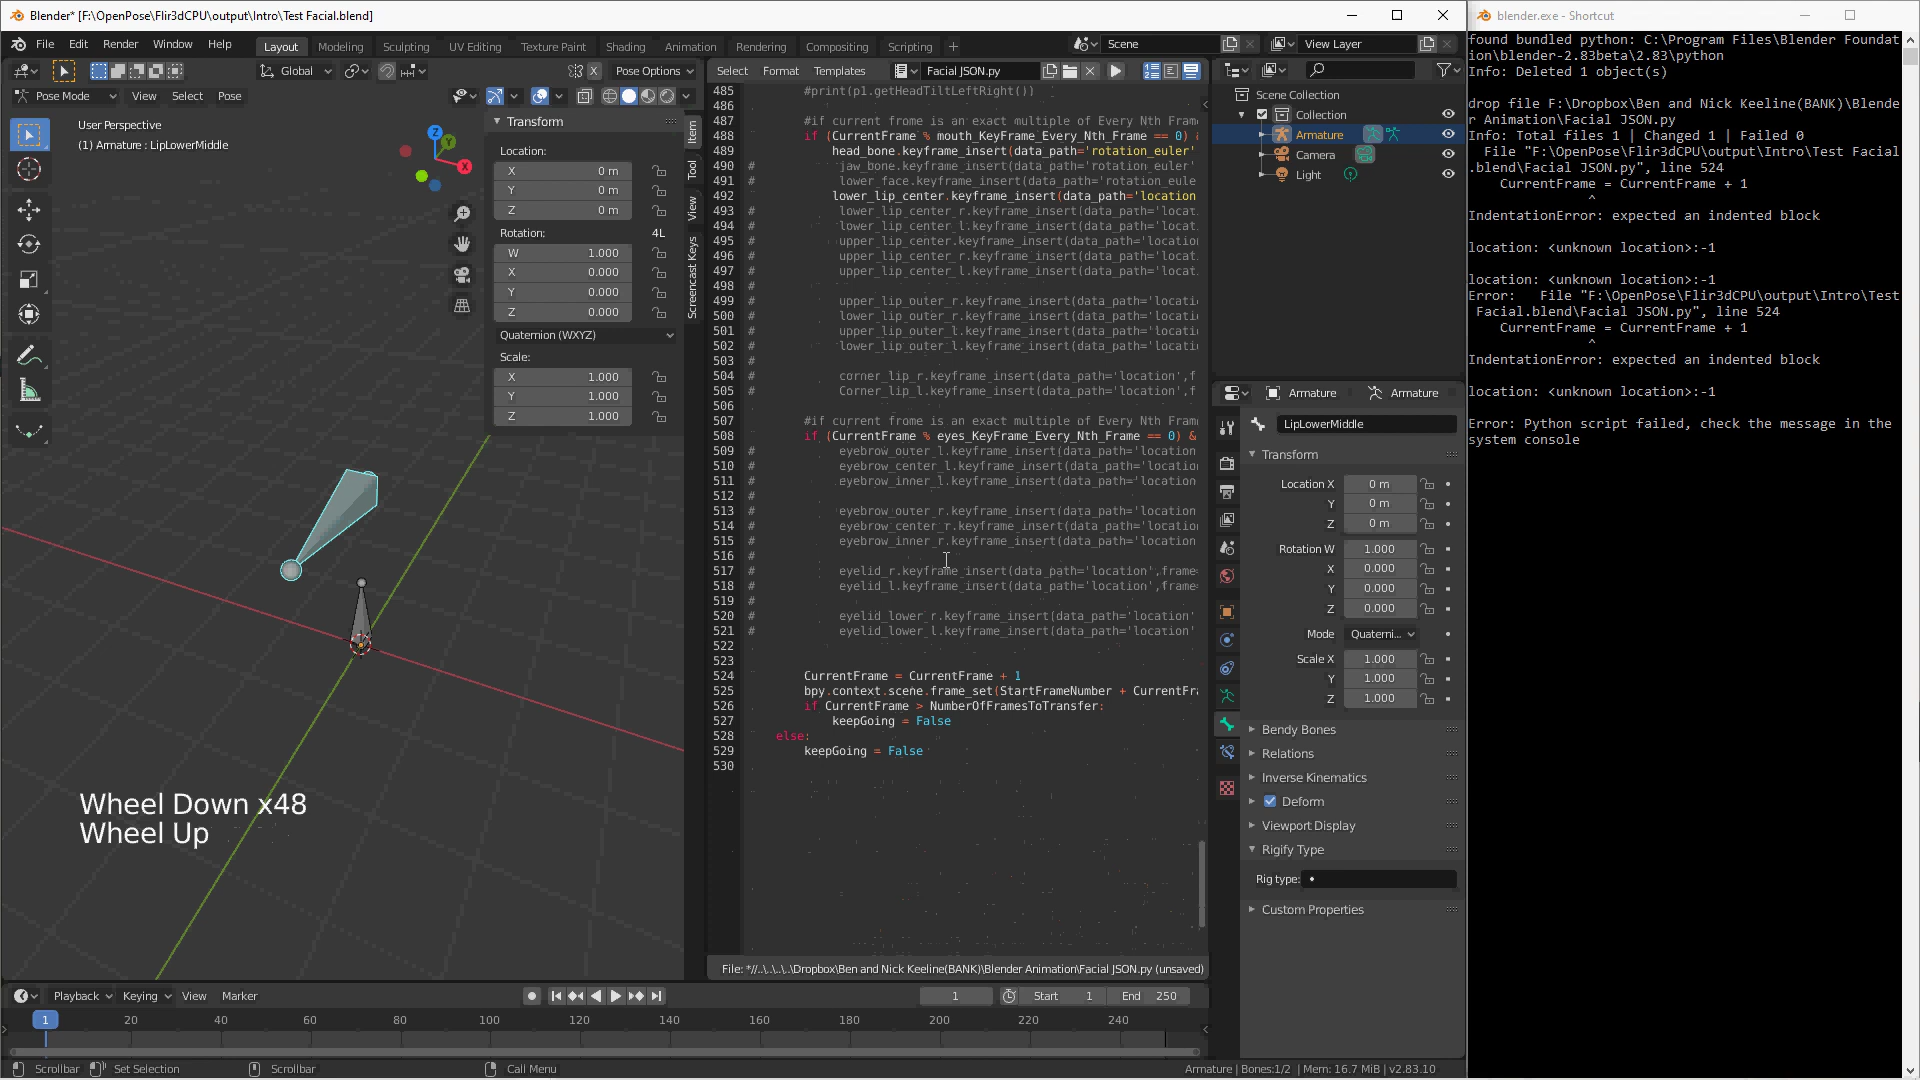 Blender* [F:\OpenPose\Flir3dCPU\output\Intro\Test Facial.blend]
File Edit Render Window Help
Layout Modeling Sculpting UV Editing Texture Paint Shading Animation Rendering Compositing Scripting +
Scene
View Layer
Global
Pose Options
Pose Mode View Select Pose
User Perspective
(1) Armature : LipLowerMiddle
Z
Y
X
Transform
Location:
X 0 m
Y 0 m
Z 0 m
Rotation: 4L
W 1.000
X 0.000
Y 0.000
Z 0.000
Quaternion (WXYZ)
Scale:
X 1.000
Y 1.000
Z 1.000
Item
Tool
View
Screencast Keys
Wheel Down x48
Wheel Up
Select Format Templates Facial JSON.py
485 #print(p1.getHeadTiltLeftRight())
486
487 #if current frome is an exact multiple of Every Nth Fram
488 if (CurrentFrame % mouth_KeyFrame_Every_Nth_Frame == 0) &
489 head_bone.keyframe_insert(data_path='rotation_euler'
490 # jaw_bone.keyframe_insert(data_path='rotation_euler
491 # lower_face.keyframe_insert(data_path='rotation_eule
492 lower_lip_center.keyframe_insert(data_path='location
493 # lower_lip_center_r.keyframe_insert(data_path='locat
494 # lower_lip_center_l.keyframe_insert(data_path='locat
495 # upper_lip_center.keyframe_insert(data_path='locati
496 # upper_lip_center_r.keyframe_insert(data_path='locat
497 # upper_lip_center_l.keyframe_insert(data_path='locat
498 #
499 # upper_lip_outer_r.keyframe_insert(data_path='locati
500 # lower_lip_outer_r.keyframe_insert(data_path='locati
501 # upper_lip_outer_l.keyframe_insert(data_path='locati
502 # lower_lip_outer_l.keyframe_insert(data_path='locati
503 #
504 # corner_lip_r.keyframe_insert(data_path='location',f
505 # Corner_lip_l.keyframe_insert(data_path='location',f
506
507 #if current frome is an exact multiple of Every Nth Fram
508 if (CurrentFrame % eyes_KeyFrame_Every_Nth_Frame == 0) &
509 # eyebrow_outer_l.keyframe_insert(data_path='location
510 # eyebrow_center_l.keyframe_insert(data_path='location
511 # eyebrow_inner_l.keyframe_insert(data_path='location
512 #
513 # eyebrow_outer_r.keyframe_insert(data_path='location
514 # eyebrow_center_r.keyframe_insert(data_path='location
515 # eyebrow_inner_r.keyframe_insert(data_path='location
516 #
517 # eyelid_r.keyframe_insert(data_path='location',frame=
518 # eyelid_l.keyframe_insert(data_path='location',frame=
519 #
520 # eyelid_lower_r.keyframe_insert(data_path='location'
521 # eyelid_lower_l.keyframe_insert(data_path='location'
522
523
524 CurrentFrame = CurrentFrame + 1
525 bpy.context.scene.frame_set(StartFrameNumber + CurrentFra
526 if CurrentFrame > NumberOfFramesToTransfer:
527 keepGoing = False
528 else:
529 keepGoing = False
530
File: *//..\..\..\..\Dropbox\Ben and Nick Keeline(BANK)\Blender Animation\Facial JSON.py (unsaved)
Scene Collection
Collection
Armature
Camera
Light
Armature Armature
LipLowerMiddle
Transform
Location X 0 m
Y 0 m
Z 0 m
Rotation W 1.000
X 0.000
Y 0.000
Z 0.000
Mode Quaterni...
Scale X 1.000
Y 1.000
Z 1.000
Bendy Bones
Relations
Inverse Kinematics
Deform
Viewport Display
Rigify Type
Rig type:
Custom Properties
Playback Keying View Marker
1 Start 1 End 250
1 20 40 60 80 100 120 140 160 180 200 220 240
Scrollbar Set Selection Scrollbar Call Menu
Armature | Bones:1/2 | Mem: 16.7 MiB | v2.83.10
blender.exe - Shortcut
found bundled python: C:\Program Files\Blender Foundat
ion\blender-2.83beta\2.83\python
Info: Deleted 1 object(s)
drop file F:\Dropbox\Ben and Nick Keeline(BANK)\Blende
r Animation\Facial JSON.py
Info: Total files 1 | Changed 1 | Failed 0
File "F:\OpenPose\Flir3dCPU\output\Intro\Test Facial
.blend\Facial JSON.py", line 524
CurrentFrame = CurrentFrame + 1
^
IndentationError: expected an indented block
location: <unknown location>:-1
location: <unknown location>:-1
Error: File "F:\OpenPose\Flir3dCPU\output\Intro\Test
Facial.blend\Facial JSON.py", line 524
CurrentFrame = CurrentFrame + 1
^
IndentationError: expected an indented block
location: <unknown location>:-1
Error: Python script failed, check the message in the
system console